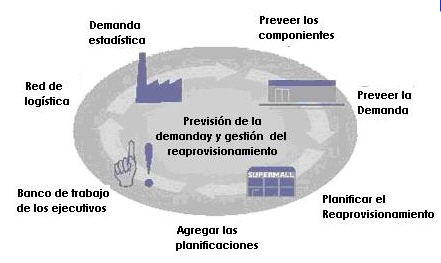 Demanda
estadística
Preveer los
componentes
Red de
logística
Preveer la
Demanda
Previsión de la
demanday y gestión del
reaprovisionamiento
SUPERMALL
Banco de trabajo
de los ejecutivos
Planificar el
Reaprovisionamiento
Agregar las
planificaciones